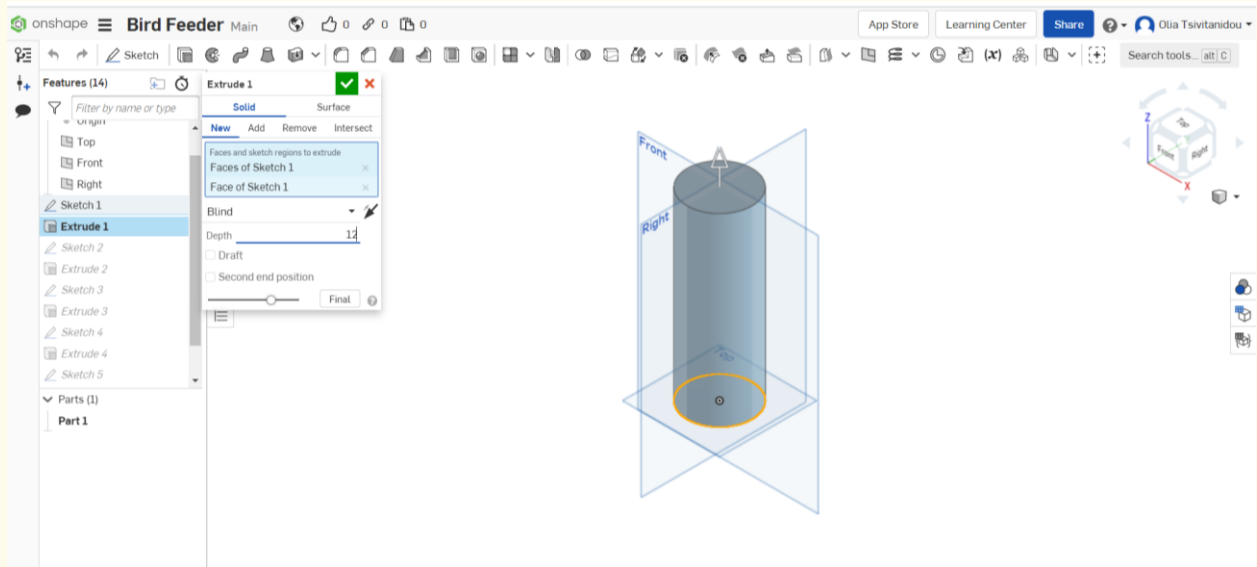 onshape Bird Feeder Main 0 0 0 App Store Learning Center Share Olia Tsivitanidou
Sketch Search tools... alt C
Features (14)
Filter by name or type
Origin
Top
Front
Right
Sketch 1
Extrude 1
Sketch 2
Extrude 2
Sketch 3
Extrude 3
Sketch 4
Extrude 4
Sketch 5
Parts (1)
Part 1
Extrude 1
Solid Surface
New Add Remove Intersect
Faces and sketch regions to extrude
Faces of Sketch 1
Face of Sketch 1
Blind
Depth 12
Draft
Second end position
Final
Front
Right
Top
Z
Top
Front Right
X